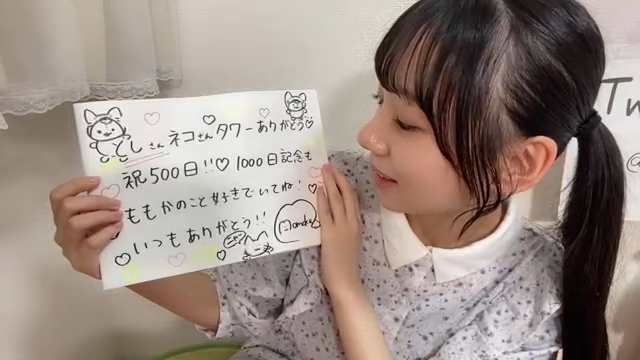 としさん ネコさんタワーありがとう
祝500日!!♡ 1000日記念も
ももかのこと好きでいてね!♡
♡いつもありがとう!!
Tw
@